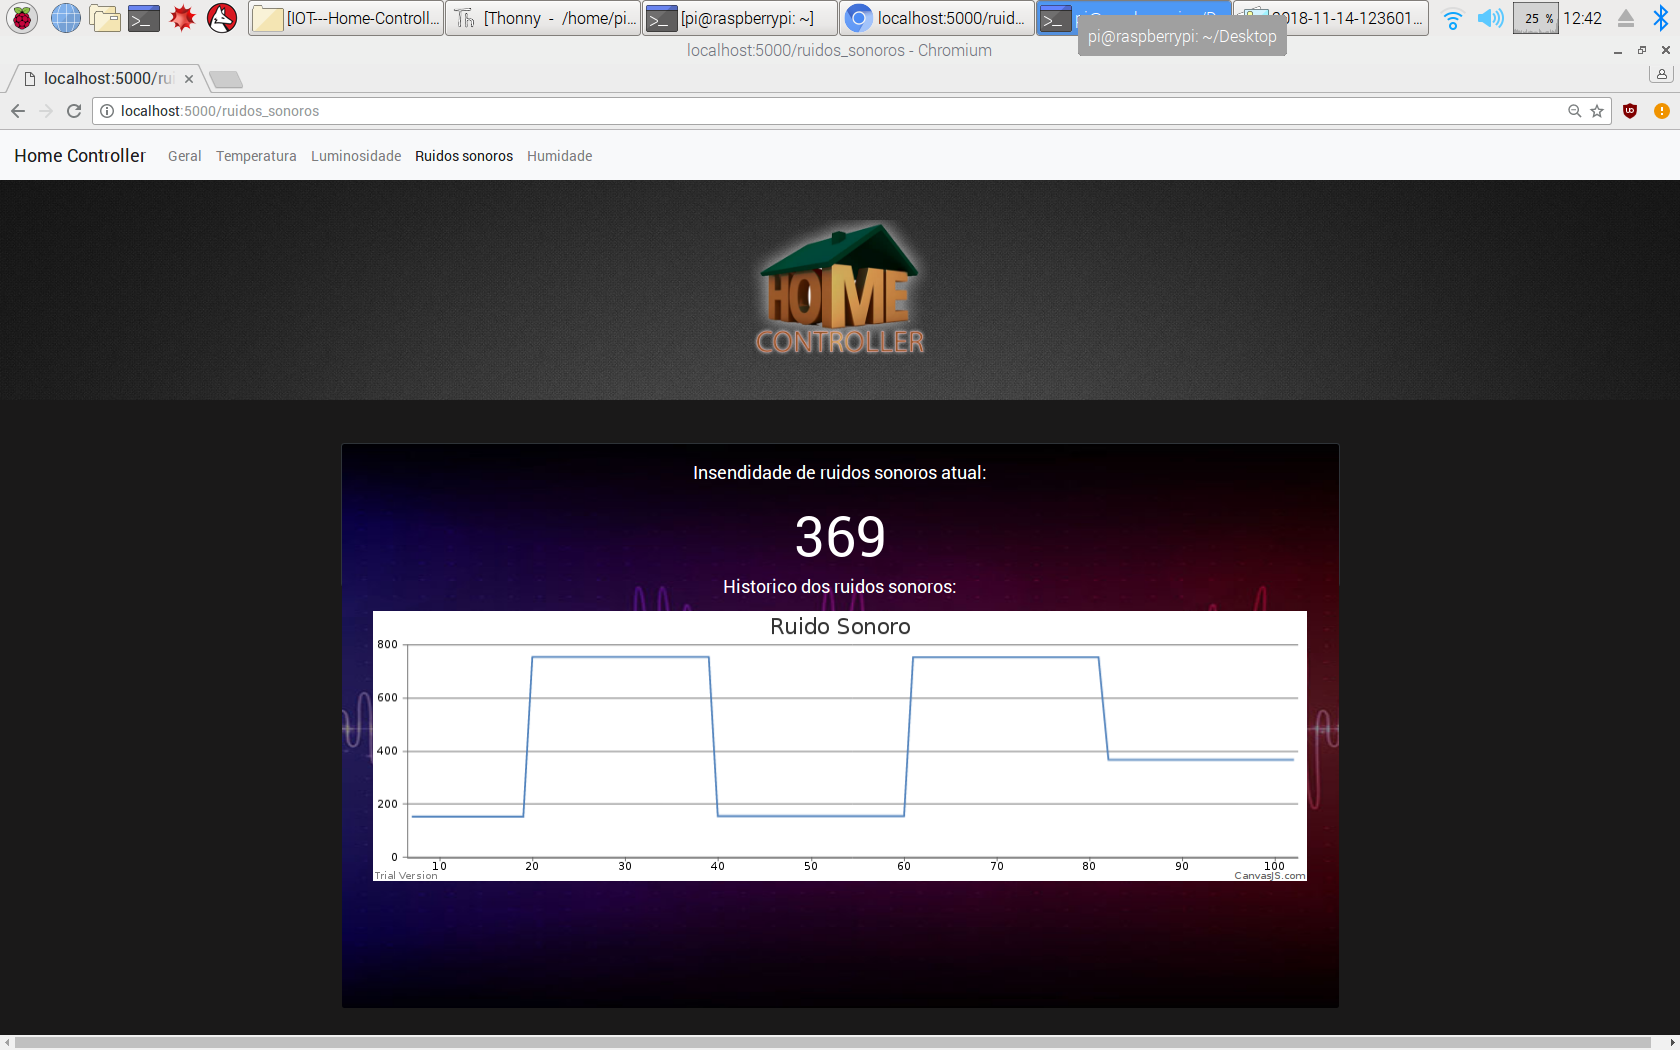 [IOT---Home-Controll... [Thonny - /home/pi... [pi@raspberrypi: ~] localhost:5000/ruid... 2018-11-14-123601... 25 % 12:42
pi@raspberrypi: ~/Desktop
localhost:5000/ruidos_sonoros - Chromium
localhost:5000/rui
localhost:5000/ruidos_sonoros
Home Controller Geral Temperatura Luminosidade Ruidos sonoros Humidade
HOME
CONTROLLER
Insendidade de ruidos sonoros atual:
369
Historico dos ruidos sonoros:
Ruido Sonoro
800
600
400
200
0
10 20 30 40 50 60 70 80 90 100
Trial Version CanvasJS.com